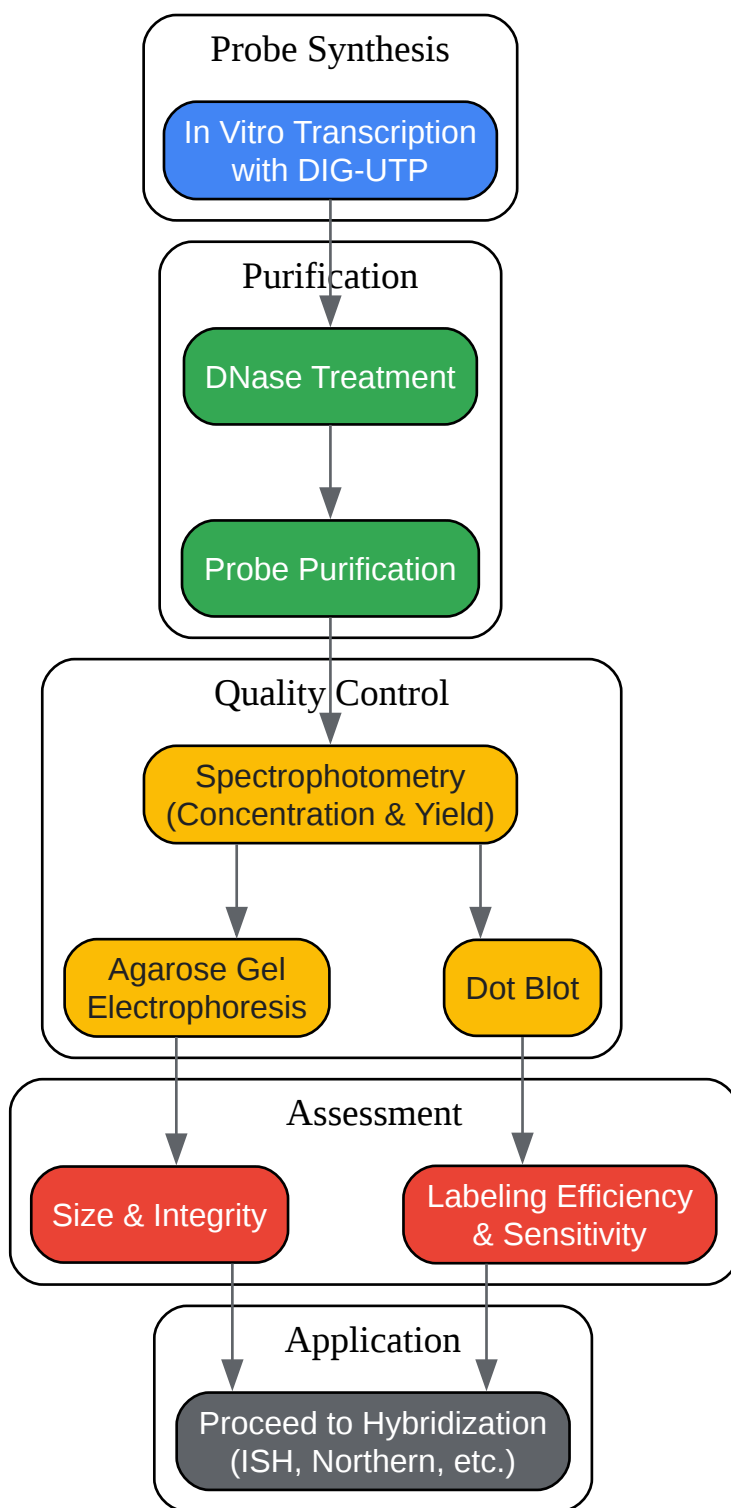 Probe Synthesis
In Vitro Transcription
with DIG-UTP
Purification
DNase Treatment
Probe Purification
Quality Control
Spectrophotometry
(Concentration & Yield)
Agarose Gel
Electrophoresis
Dot Blot
Assessment
Size & Integrity
Labeling Efficiency
& Sensitivity
Application
Proceed to Hybridization
(ISH, Northern, etc.)